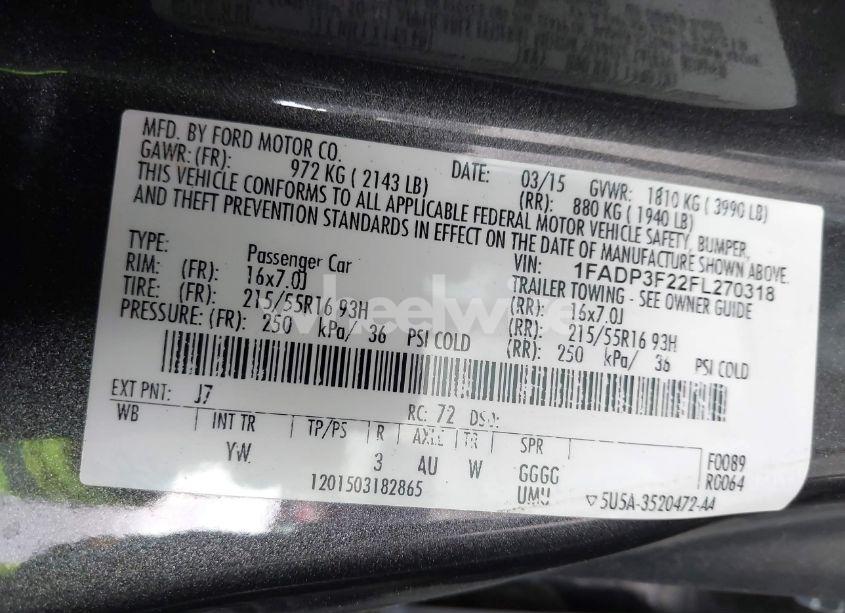 MFD. BY FORD MOTOR CO. DATE: 03/15 GVWR: 1810 KG ( 3990 LB)
GAWR: (FR): 972 KG ( 2143 LB) (RR): 880 KG ( 1940 LB)
THIS VEHICLE CONFORMS TO ALL APPLICABLE FEDERAL MOTOR VEHICLE SAFETY, BUMPER,
AND THEFT PREVENTION STANDARDS IN EFFECT ON THE DATE OF MANUFACTURE SHOWN ABOVE.
VIN: 1FADP3F22FL270318
TYPE: Passenger Car TRAILER TOWING - SEE OWNER GUIDE
RIM: (FR): 16x7.0J (RR): 16x7.0J
TIRE: (FR): 215/55R16 93H (RR): 215/55R16 93H
PRESSURE: (FR): 250 kPa/ 36 PSI COLD (RR): 250 kPa/ 36 PSI COLD
wheelwise
EXT PNT: J7 RC: 72 DSO:
WB INT TR TP/PS R AXLE TR SPR F0089
YW 3 AU W GGGG R0064
1201503182865 UMU ▽ 5U5A-3520472-AA